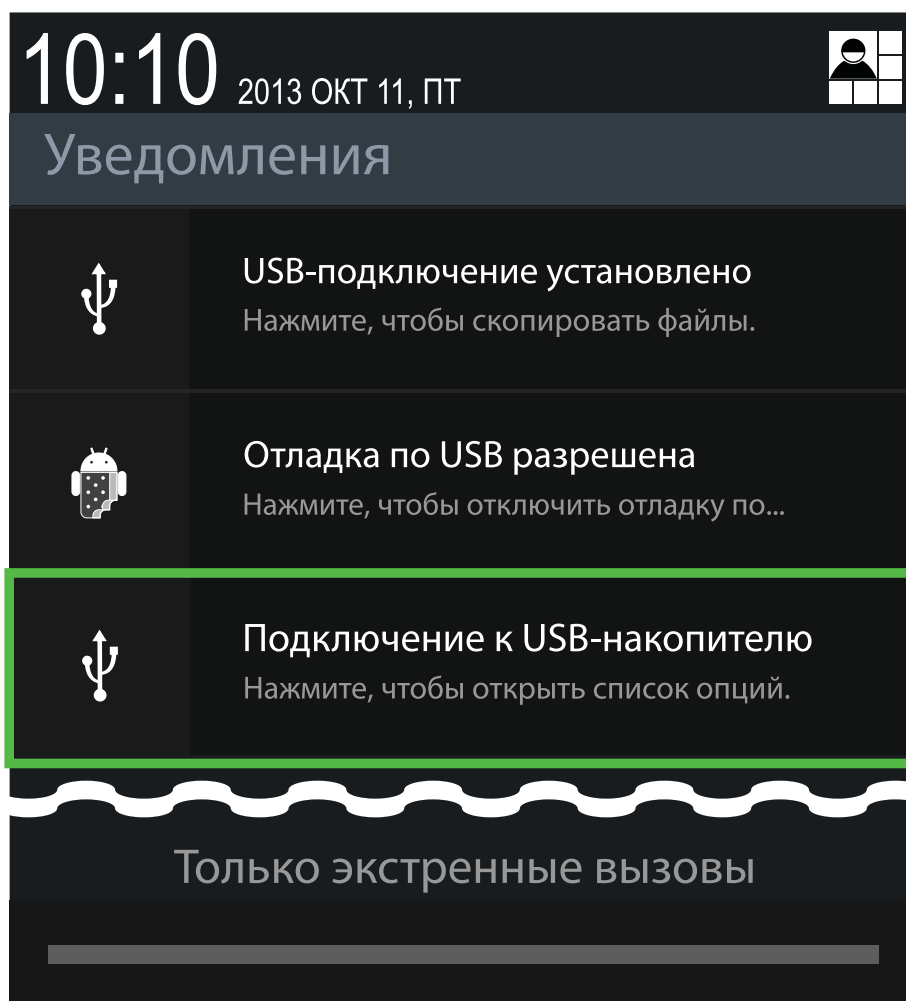 10:10 2013 ОКТ 11, ПТ
Уведомления
USB-подключение установлено
Нажмите, чтобы скопировать файлы.
Отладка по USB разрешена
Нажмите, чтобы отключить отладку по...
Подключение к USB-накопителю
Нажмите, чтобы открыть список опций.
Только экстренные вызовы